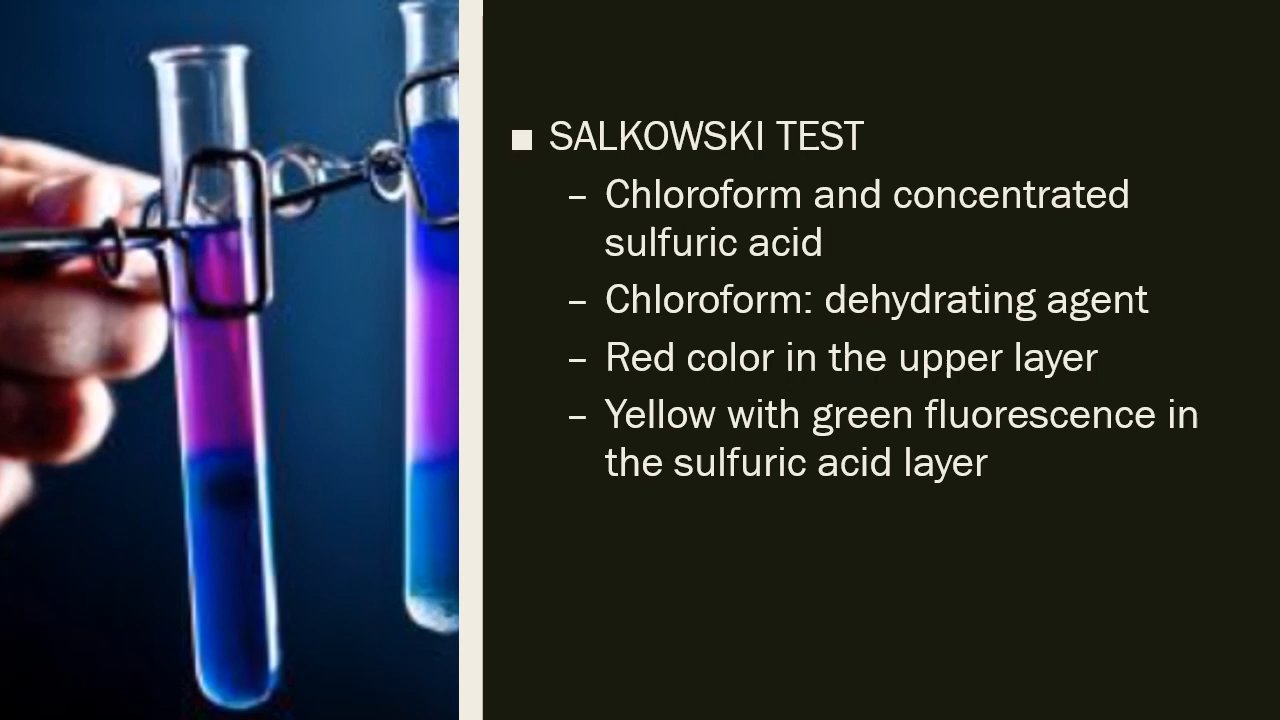 ■ SALKOWSKI TEST
– Chloroform and concentrated
sulfuric acid
– Chloroform: dehydrating agent
– Red color in the upper layer
– Yellow with green fluorescence in
the sulfuric acid layer